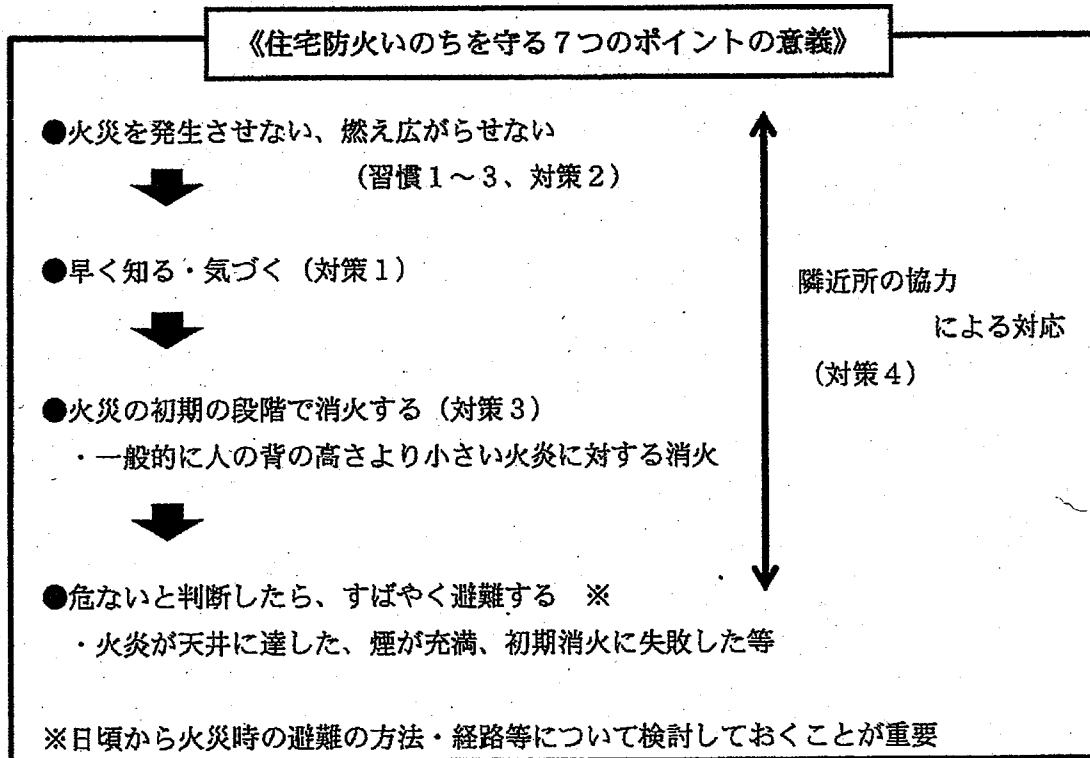 《住宅防火いのちを守る7つのポイントの意義》
●火災を発生させない、燃え広がらせない
(習慣1~3、対策2)
●早く知る・気づく(対策1)
●火災の初期の段階で消火する(対策3)
・一般的に人の背の高さより小さい火炎に対する消火
●危ないと判断したら、すばやく避難する ※
・火炎が天井に達した、煙が充満、初期消火に失敗した等
隣近所の協力
による対応
(対策4)
※日頃から火災時の避難の方法・経路等について検討しておくことが重要